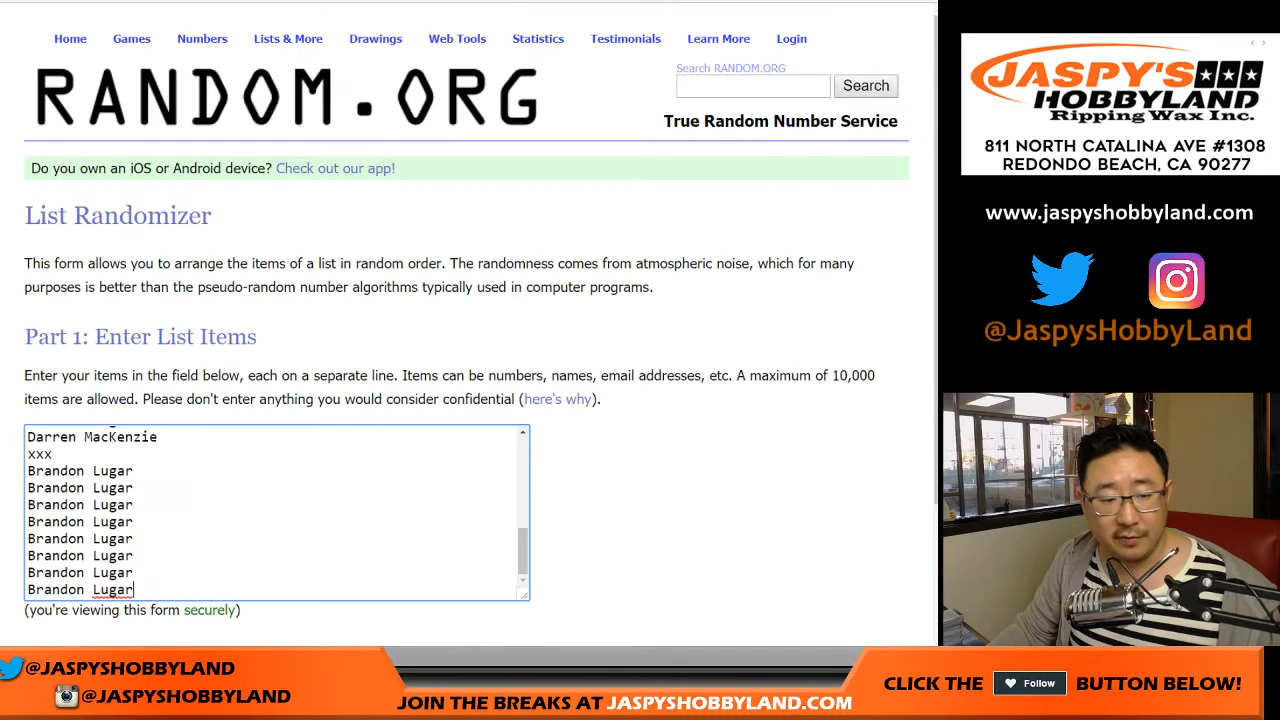 Home Games Numbers Lists & More Drawings Web Tools Statistics Testimonials Learn More Login
RANDOM.ORG
Search RANDOM.ORG
Search
True Random Number Service
Do you own an iOS or Android device? Check out our app!
List Randomizer
This form allows you to arrange the items of a list in random order. The randomness comes from atmospheric noise, which for many
purposes is better than the pseudo-random number algorithms typically used in computer programs.
Part 1: Enter List Items
Enter your items in the field below, each on a separate line. Items can be numbers, names, email addresses, etc. A maximum of 10,000
items are allowed. Please don't enter anything you would consider confidential (here's why).
Darren MacKenzie
xxx
Brandon Lugar
Brandon Lugar
Brandon Lugar
Brandon Lugar
Brandon Lugar
Brandon Lugar
Brandon Lugar
Brandon Lugar
(you're viewing this form securely)
JASPY'S
HOBBYLAND
Ripping Wax Inc.
811 NORTH CATALINA AVE #1308
REDONDO BEACH, CA 90277
www.jaspyshobbyland.com
@JaspysHobbyLand
@JASPYSHOBBYLAND
@JASPYSHOBBYLAND
JOIN THE BREAKS AT JASPYSHOBBYLAND.COM
CLICK THE Follow BUTTON BELOW!